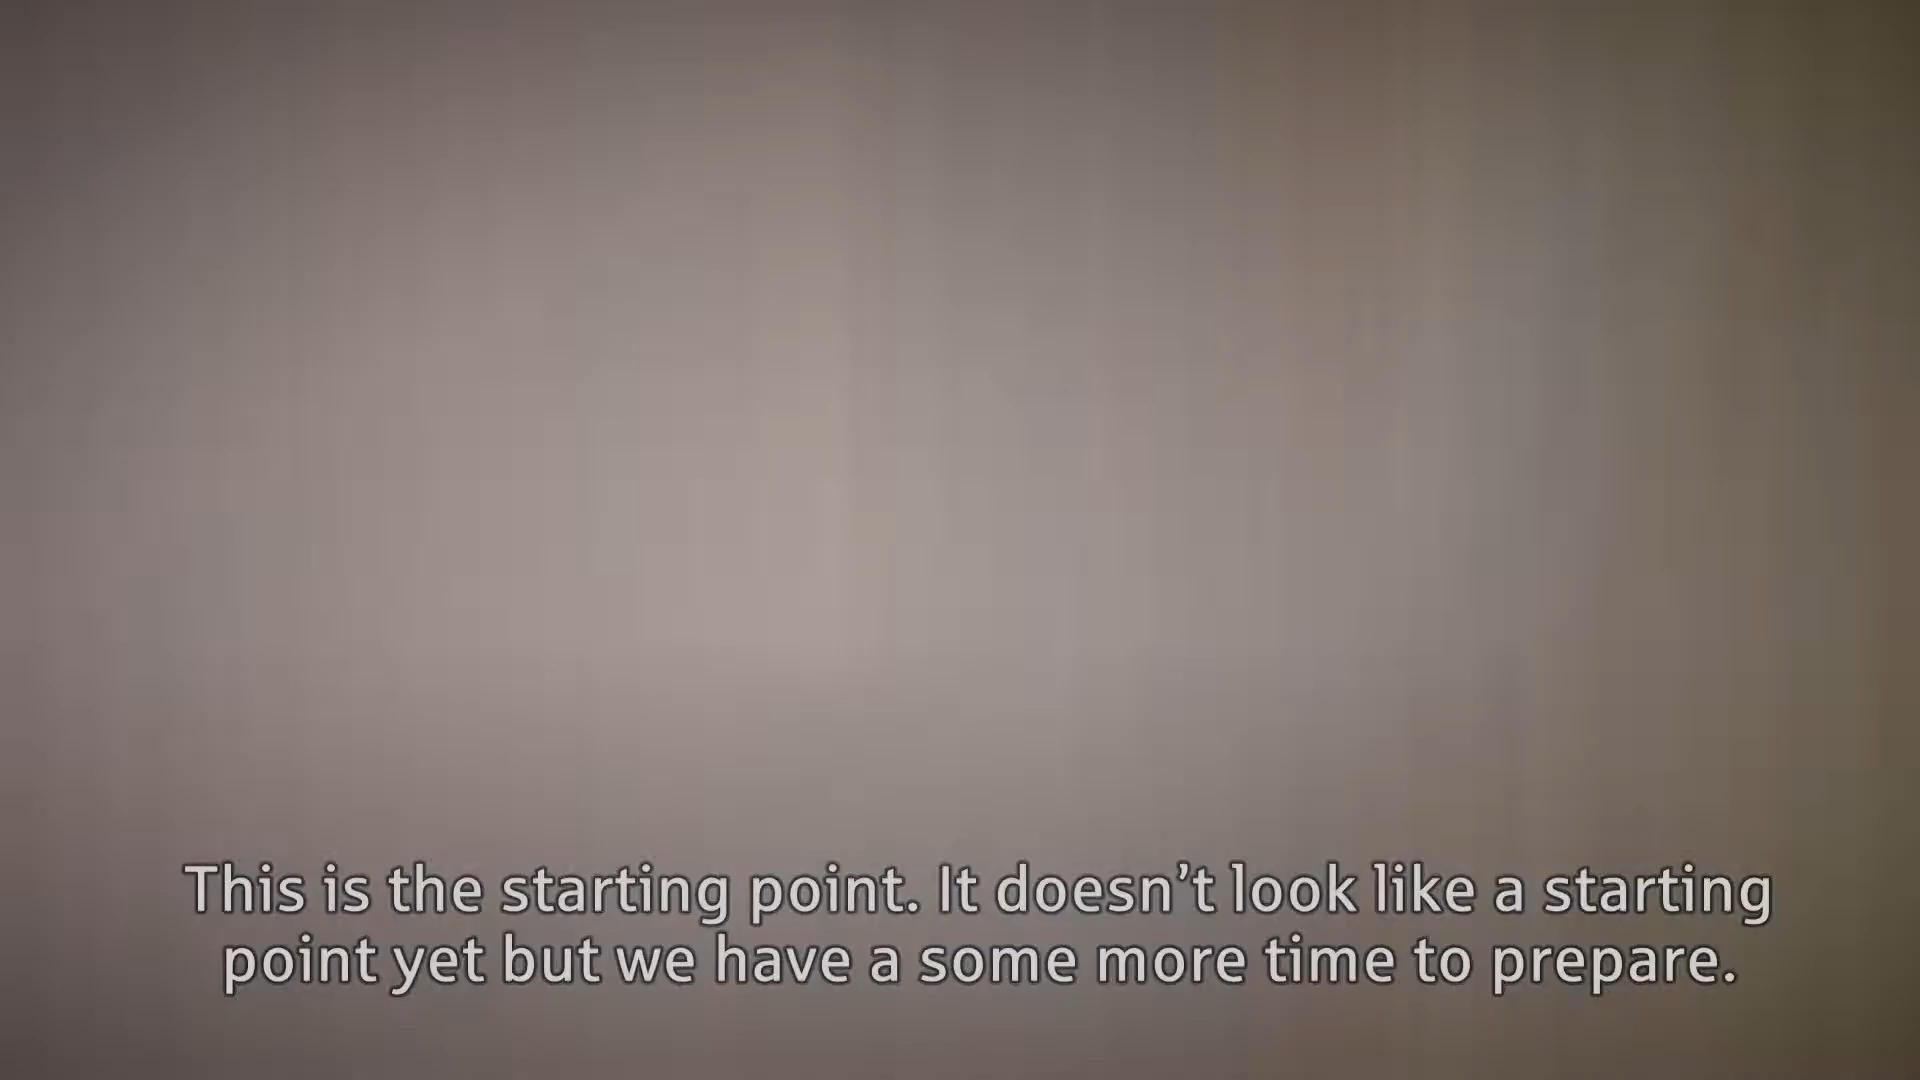 This is the starting point. It doesn’t look like a starting
point yet but we have a some more time to prepare.